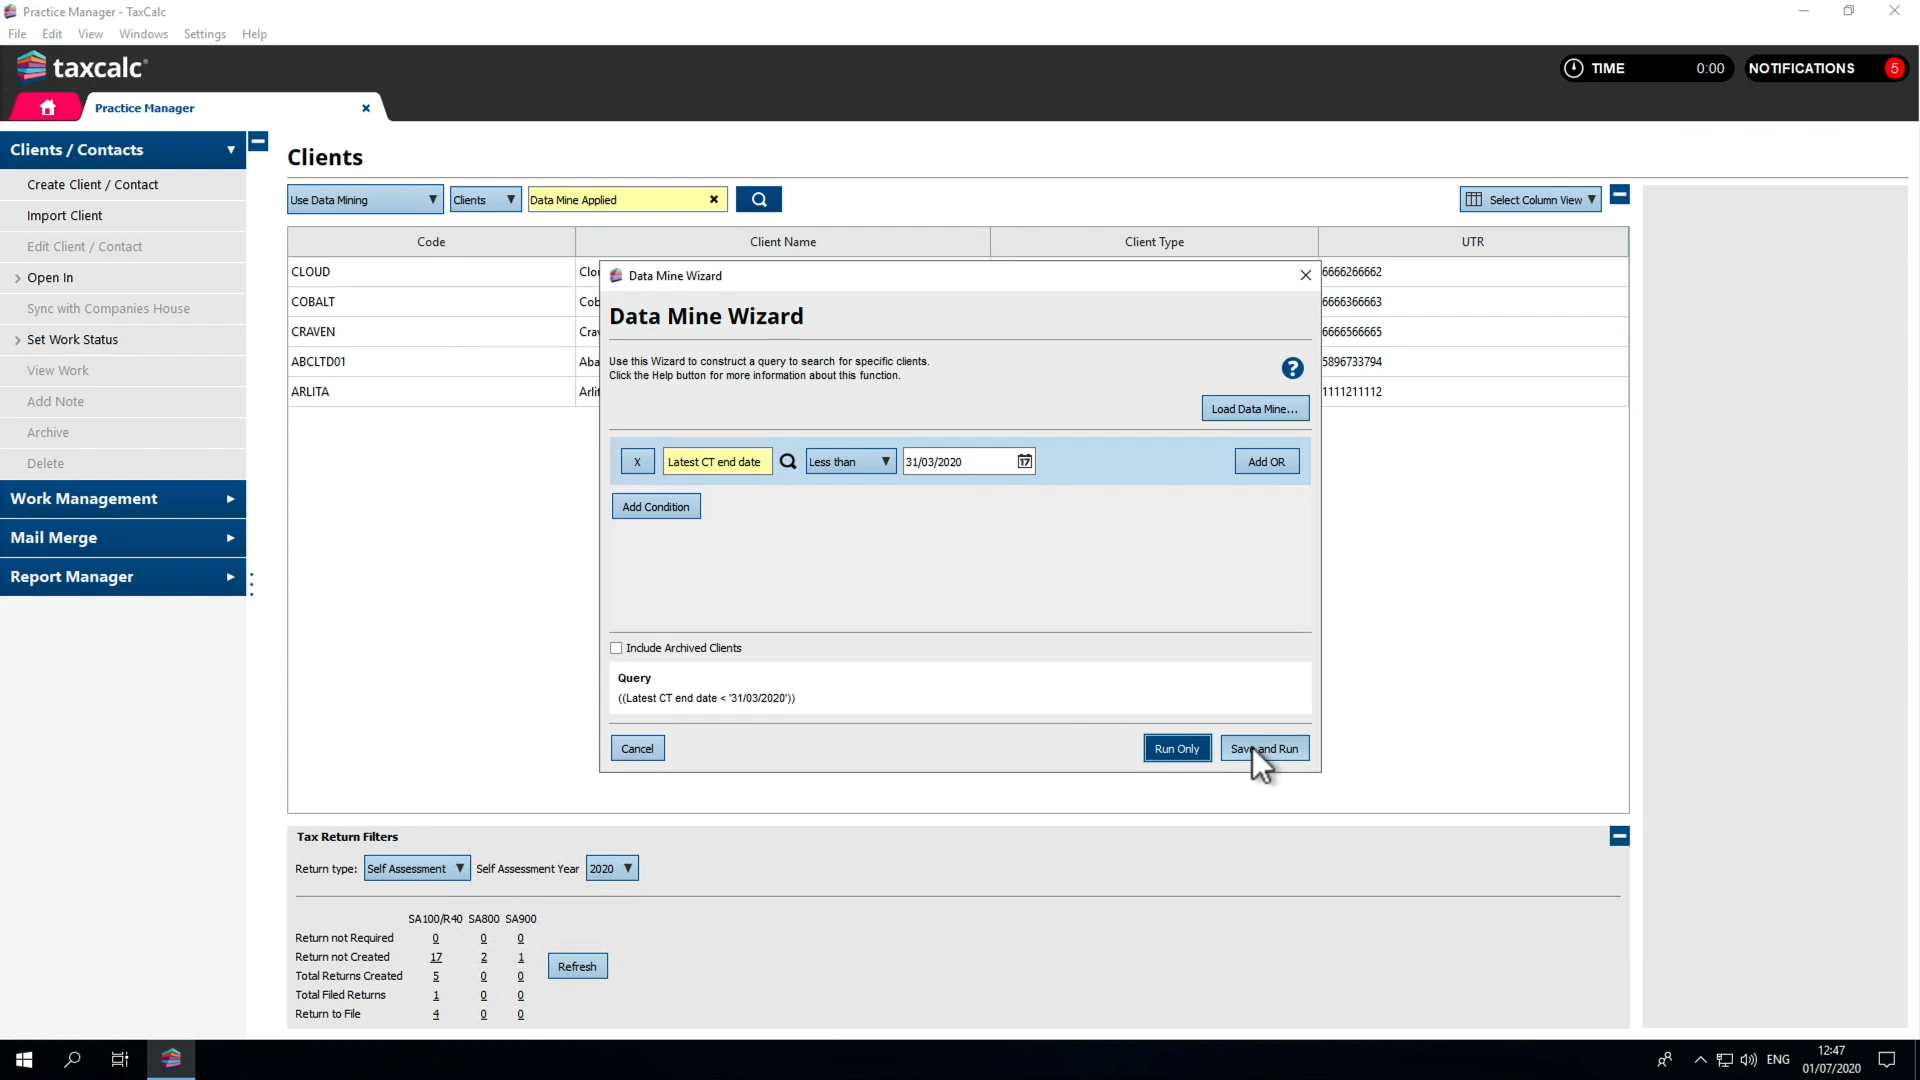 Practice Manager - TaxCalc
File Edit View Windows Settings Help
taxcalc
TIME 0:00 NOTIFICATIONS 5
Practice Manager
Clients / Contacts
Create Client / Contact
Import Client
Edit Client / Contact
Open In
Sync with Companies House
Set Work Status
View Work
Add Note
Archive
Delete
Work Management
Mail Merge
Report Manager
Clients
Use Data Mining Clients Data Mine Applied Select Column View
Code Client Name Client Type UTR
CLOUD 6666266662
COBALT 6666366663
CRAVEN 6666566665
ABCLTD01 5896733794
ARLITA 1111211112
Data Mine Wizard
Data Mine Wizard
Use this Wizard to construct a query to search for specific clients.
Click the Help button for more information about this function.
?
Load Data Mine...
X Latest CT end date Less than 31/03/2020 17 Add OR
Add Condition
Include Archived Clients
Query
((Latest CT end date < '31/03/2020'))
Cancel Run Only Save and Run
Tax Return Filters
Return type: Self Assessment Self Assessment Year 2020
SA100/R40 SA800 SA900
Return not Required 0 0 0
Return not Created 17 2 1
Total Returns Created 5 0 0
Total Filed Returns 1 0 0
Return to File 4 0 0
Refresh
ENG 12:47
01/07/2020